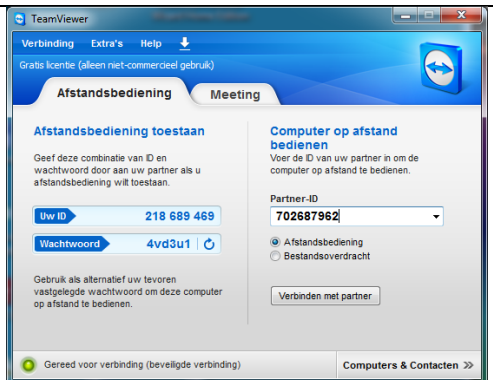 TeamViewer
Verbinding Extra's Help
Gratis licentie (alleen niet-commercieel gebruik)
Afstandsbediening Meeting
Afstandsbediening toestaan
Geef deze combinatie van ID en
wachtwoord door aan uw partner als u
afstandsbediening wilt toestaan.
Uw ID 218 689 469
Wachtwoord 4vd3u1
Gebruik als alternatief uw tevoren
vastgelegde wachtwoord om deze computer
op afstand te bedienen.
Computer op afstand
bedienen
Voer de ID van uw partner in om de
computer op afstand te bedienen.
Partner-ID
702687962
Afstandsbediening
Bestandsoverdracht
Verbinden met partner
Gereed voor verbinding (beveiligde verbinding)
Computers & Contacten >>